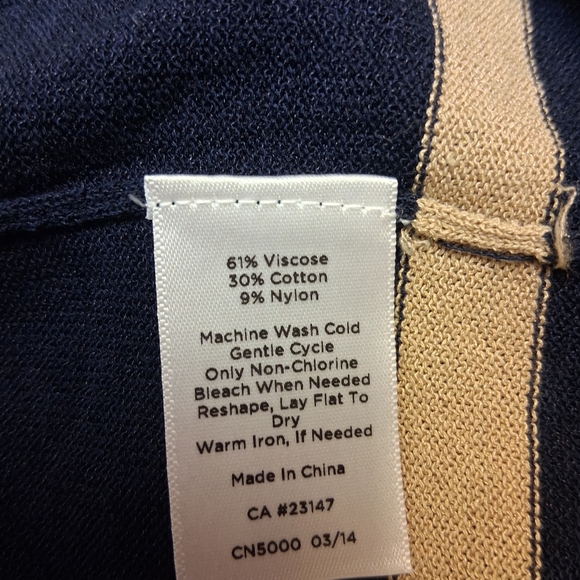 61% Viscose
30% Cotton
9% Nylon
Machine Wash Cold
Gentle Cycle
Only Non-Chlorine
Bleach When Needed
Reshape, Lay Flat To
Dry
Warm Iron, If Needed
Made In China
CA #23147
CN5000 03/14